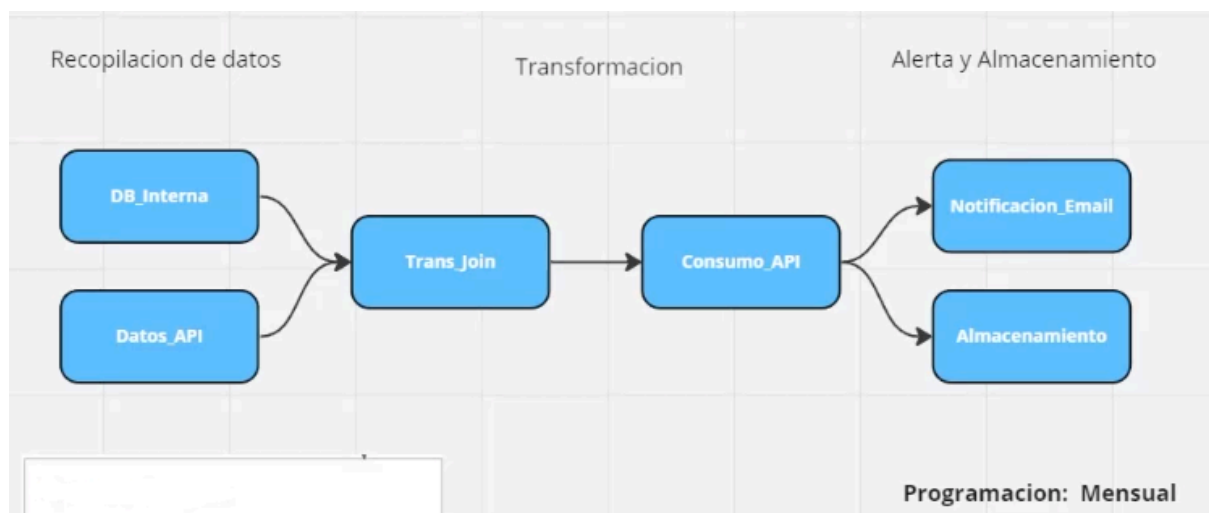 Recopilacion de datos
Transformacion
Alerta y Almacenamiento
DB_Interna
Datos_API
Trans_Join
Consumo_API
Notificacion_Email
Almacenamiento
Programacion: Mensual